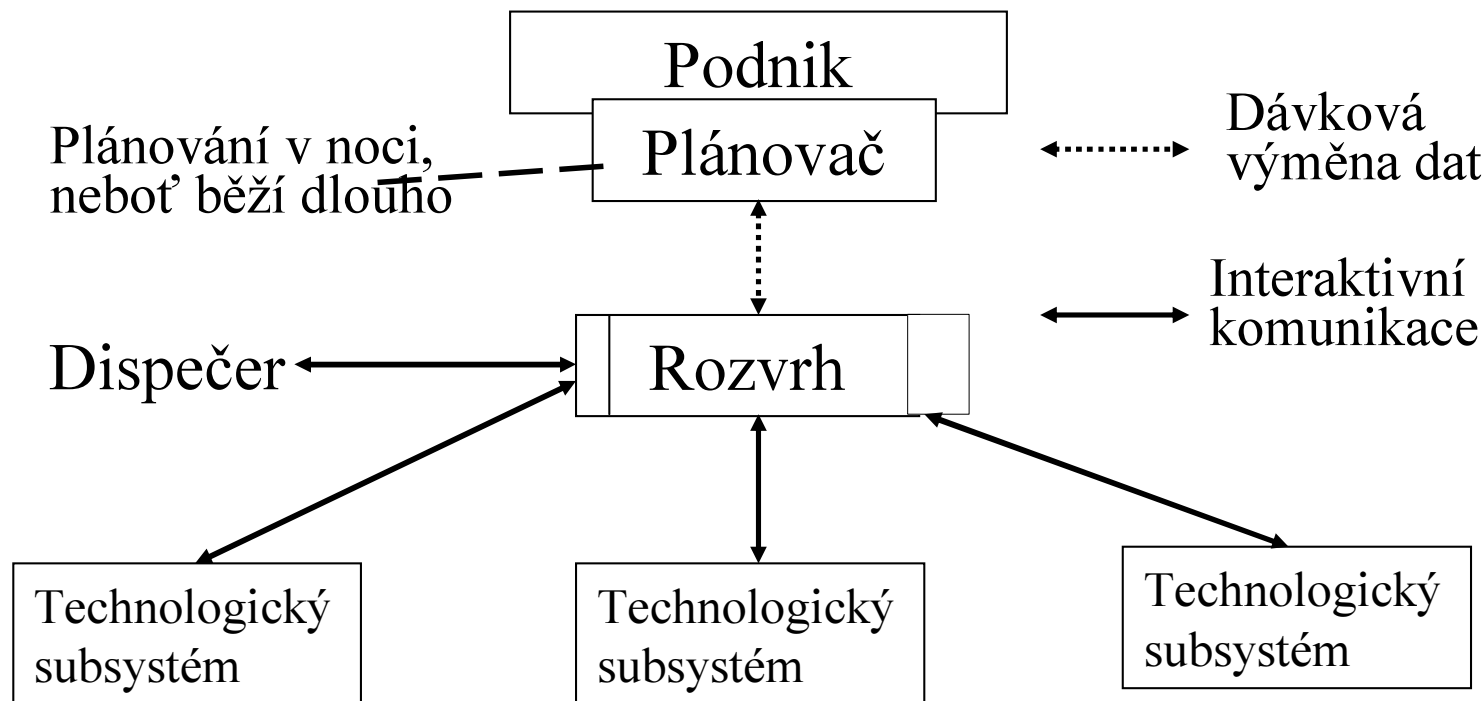 Podnik
Plánovač
Plánování v noci,
neboť běží dlouho
Dávková
výměna dat
Interaktivní
komunikace
Dispečer
Rozvrh
Technologický
subsystém
Technologický
subsystém
Technologický
subsystém